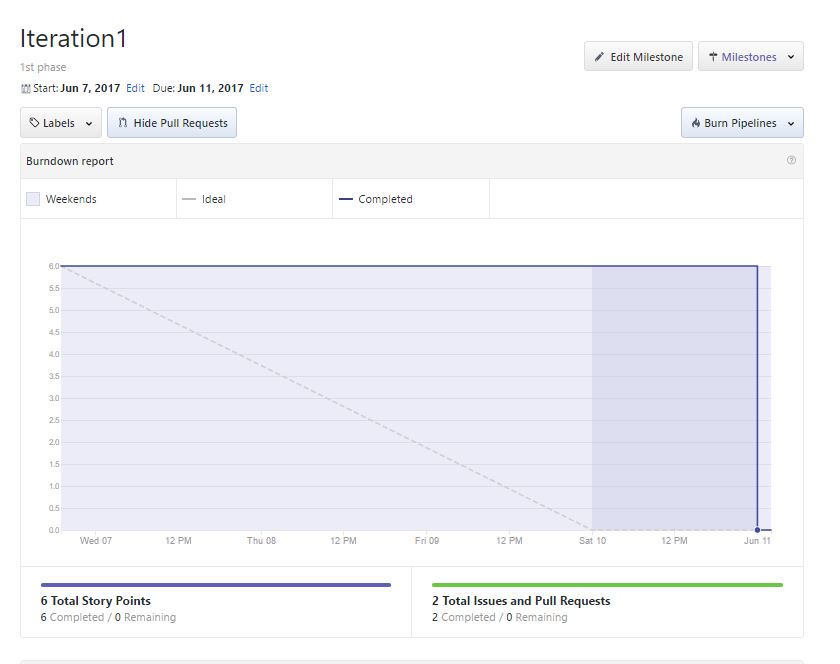 Iteration1
Edit Milestone
Milestones
1st phase
Start: Jun 7, 2017 Edit Due: Jun 11, 2017 Edit
Labels
Hide Pull Requests
Burn Pipelines
Burndown report
Weekends
Ideal
Completed
6.0
5.5
5.0
4.5
4.0
3.5
3.0
2.5
2.0
1.5
1.0
0.5
0.0
Wed 07 12 PM Thu 08 12 PM Fri 09 12 PM Sat 10 12 PM Jun 11
6 Total Story Points
6 Completed / 0 Remaining
2 Total Issues and Pull Requests
2 Completed / 0 Remaining